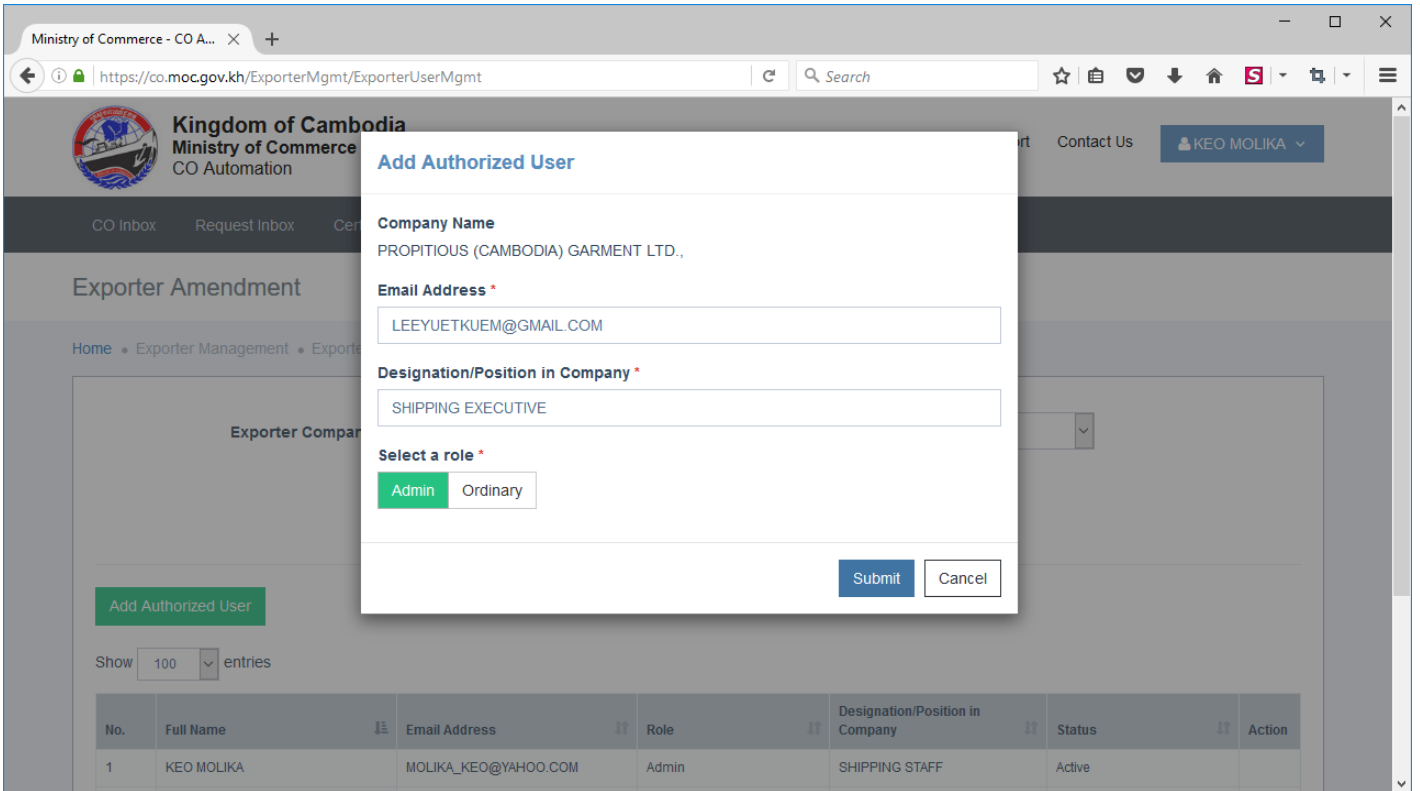 Ministry of Commerce - CO A...
https://co.moc.gov.kh/ExporterMgmt/ExporterUserMgmt
Search
Kingdom of Cambodia
Ministry of Commerce
CO Automation
Contact Us
KEO MOLIKA
CO Inbox Request Inbox
Exporter Amendment
Home • Exporter Management •
Add Authorized User
Company Name
PROPITIOUS (CAMBODIA) GARMENT LTD.,
Email Address *
LEEYUETKUEM@GMAIL.COM
Designation/Position in Company *
SHIPPING EXECUTIVE
Select a role *
Admin Ordinary
Submit Cancel
Exporter
Add Authorized User
Show 100 entries
No. Full Name Email Address Role Designation/Position in Company Status Action
1 KEO MOLIKA MOLIKA_KEO@YAHOO.COM Admin SHIPPING STAFF Active